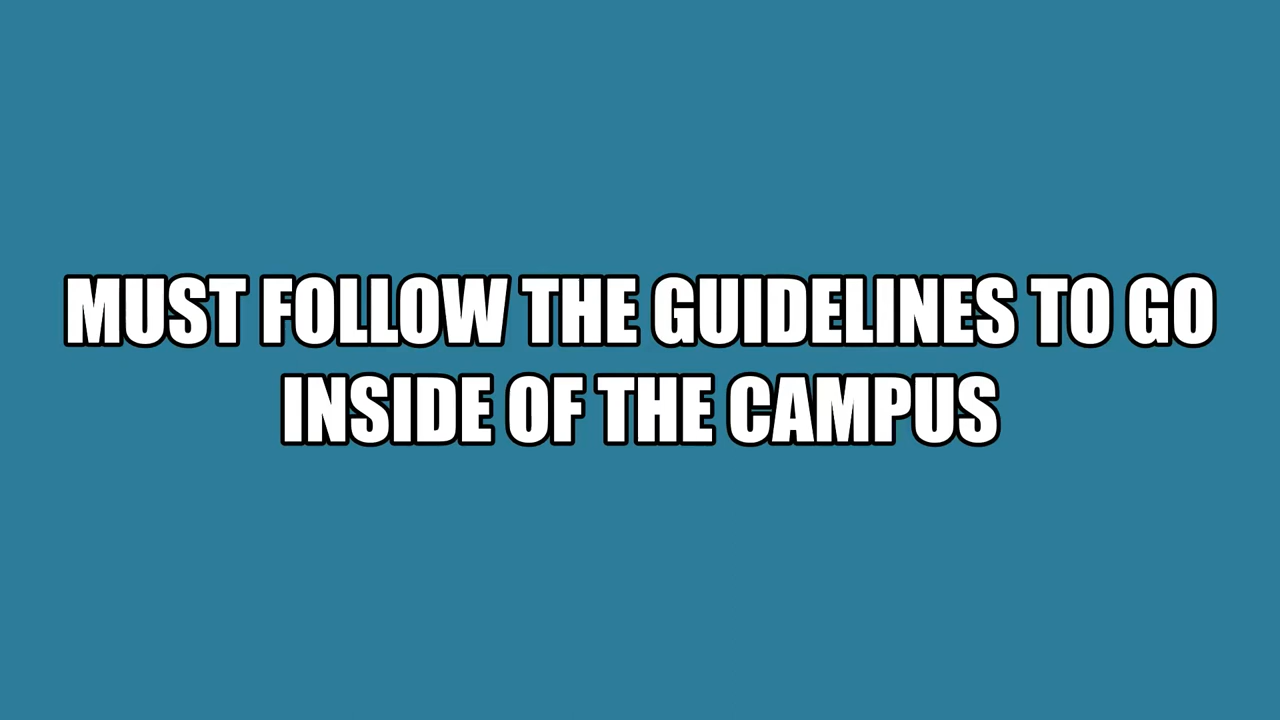 MUST FOLLOW THE GUIDELINES TO GO
INSIDE OF THE CAMPUS